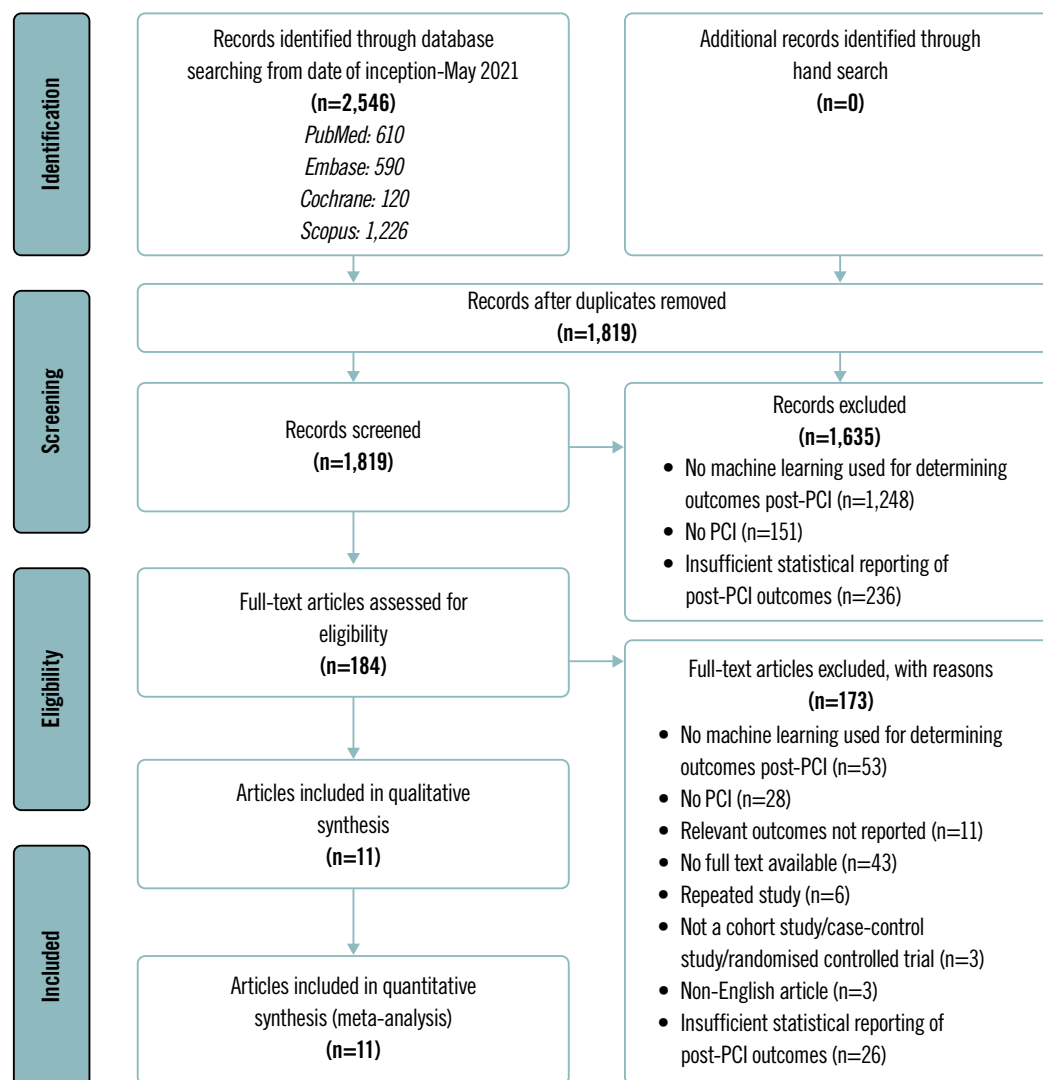 Identification
Records identified through database
searching from date of inception-May 2021
(n=2,546)
PubMed: 610
Embase: 590
Cochrane: 120
Scopus: 1,226
Additional records identified through
hand search
(n=0)
Screening
Records after duplicates removed
(n=1,819)
Records screened
(n=1,819)
Records excluded
(n=1,635)
• No machine learning used for determining
outcomes post-PCI (n=1,248)
• No PCI (n=151)
• Insufficient statistical reporting of
post-PCI outcomes (n=236)
Eligibility
Full-text articles assessed for
eligibility
(n=184)
Full-text articles excluded, with reasons
(n=173)
• No machine learning used for determining
outcomes post-PCI (n=53)
• No PCI (n=28)
• Relevant outcomes not reported (n=11)
• No full text available (n=43)
• Repeated study (n=6)
• Not a cohort study/case-control
study/randomised controlled trial (n=3)
• Non-English article (n=3)
• Insufficient statistical reporting of
post-PCI outcomes (n=26)
Articles included in qualitative
synthesis
(n=11)
Included
Articles included in quantitative
synthesis (meta-analysis)
(n=11)